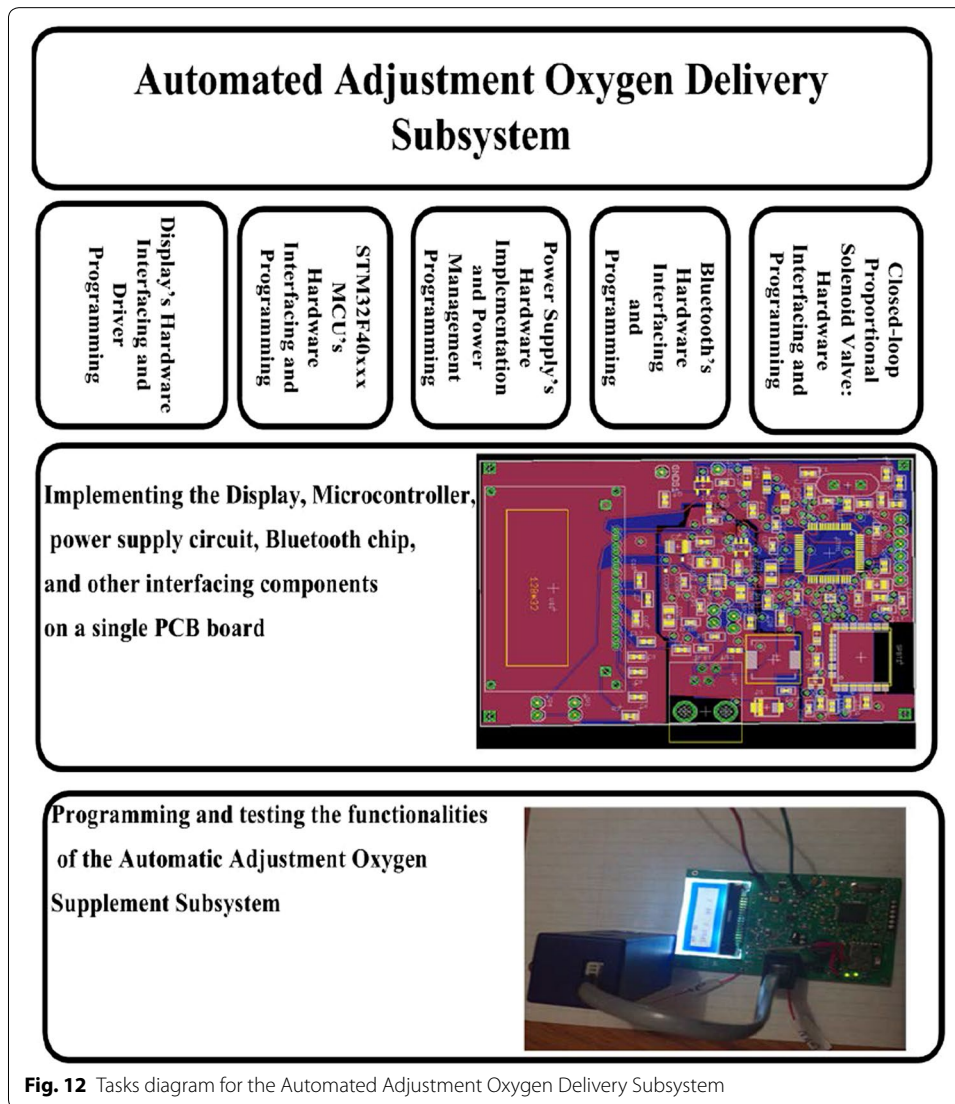 Automated Adjustment Oxygen Delivery
Subsystem
Display's Hardware
Interfacing and
Driver
Programming
STM32F40xxx
MCU's
Hardware
Interfacing and
Programming
Power Supply's
Hardware
Implementation
and Power
Management
Programming
Bluetooth's
Hardware
Interfacing
and
Programming
Closed-loop
Proportional
Solenoid Valve:
Hardware
Interfacing and
Programming
Implementing the Display, Microcontroller,
power supply circuit, Bluetooth chip,
and other interfacing components
on a single PCB board
128*32
Programming and testing the functionalities
of the Automatic Adjustment Oxygen
Supplement Subsystem
Fig. 12 Tasks diagram for the Automated Adjustment Oxygen Delivery Subsystem